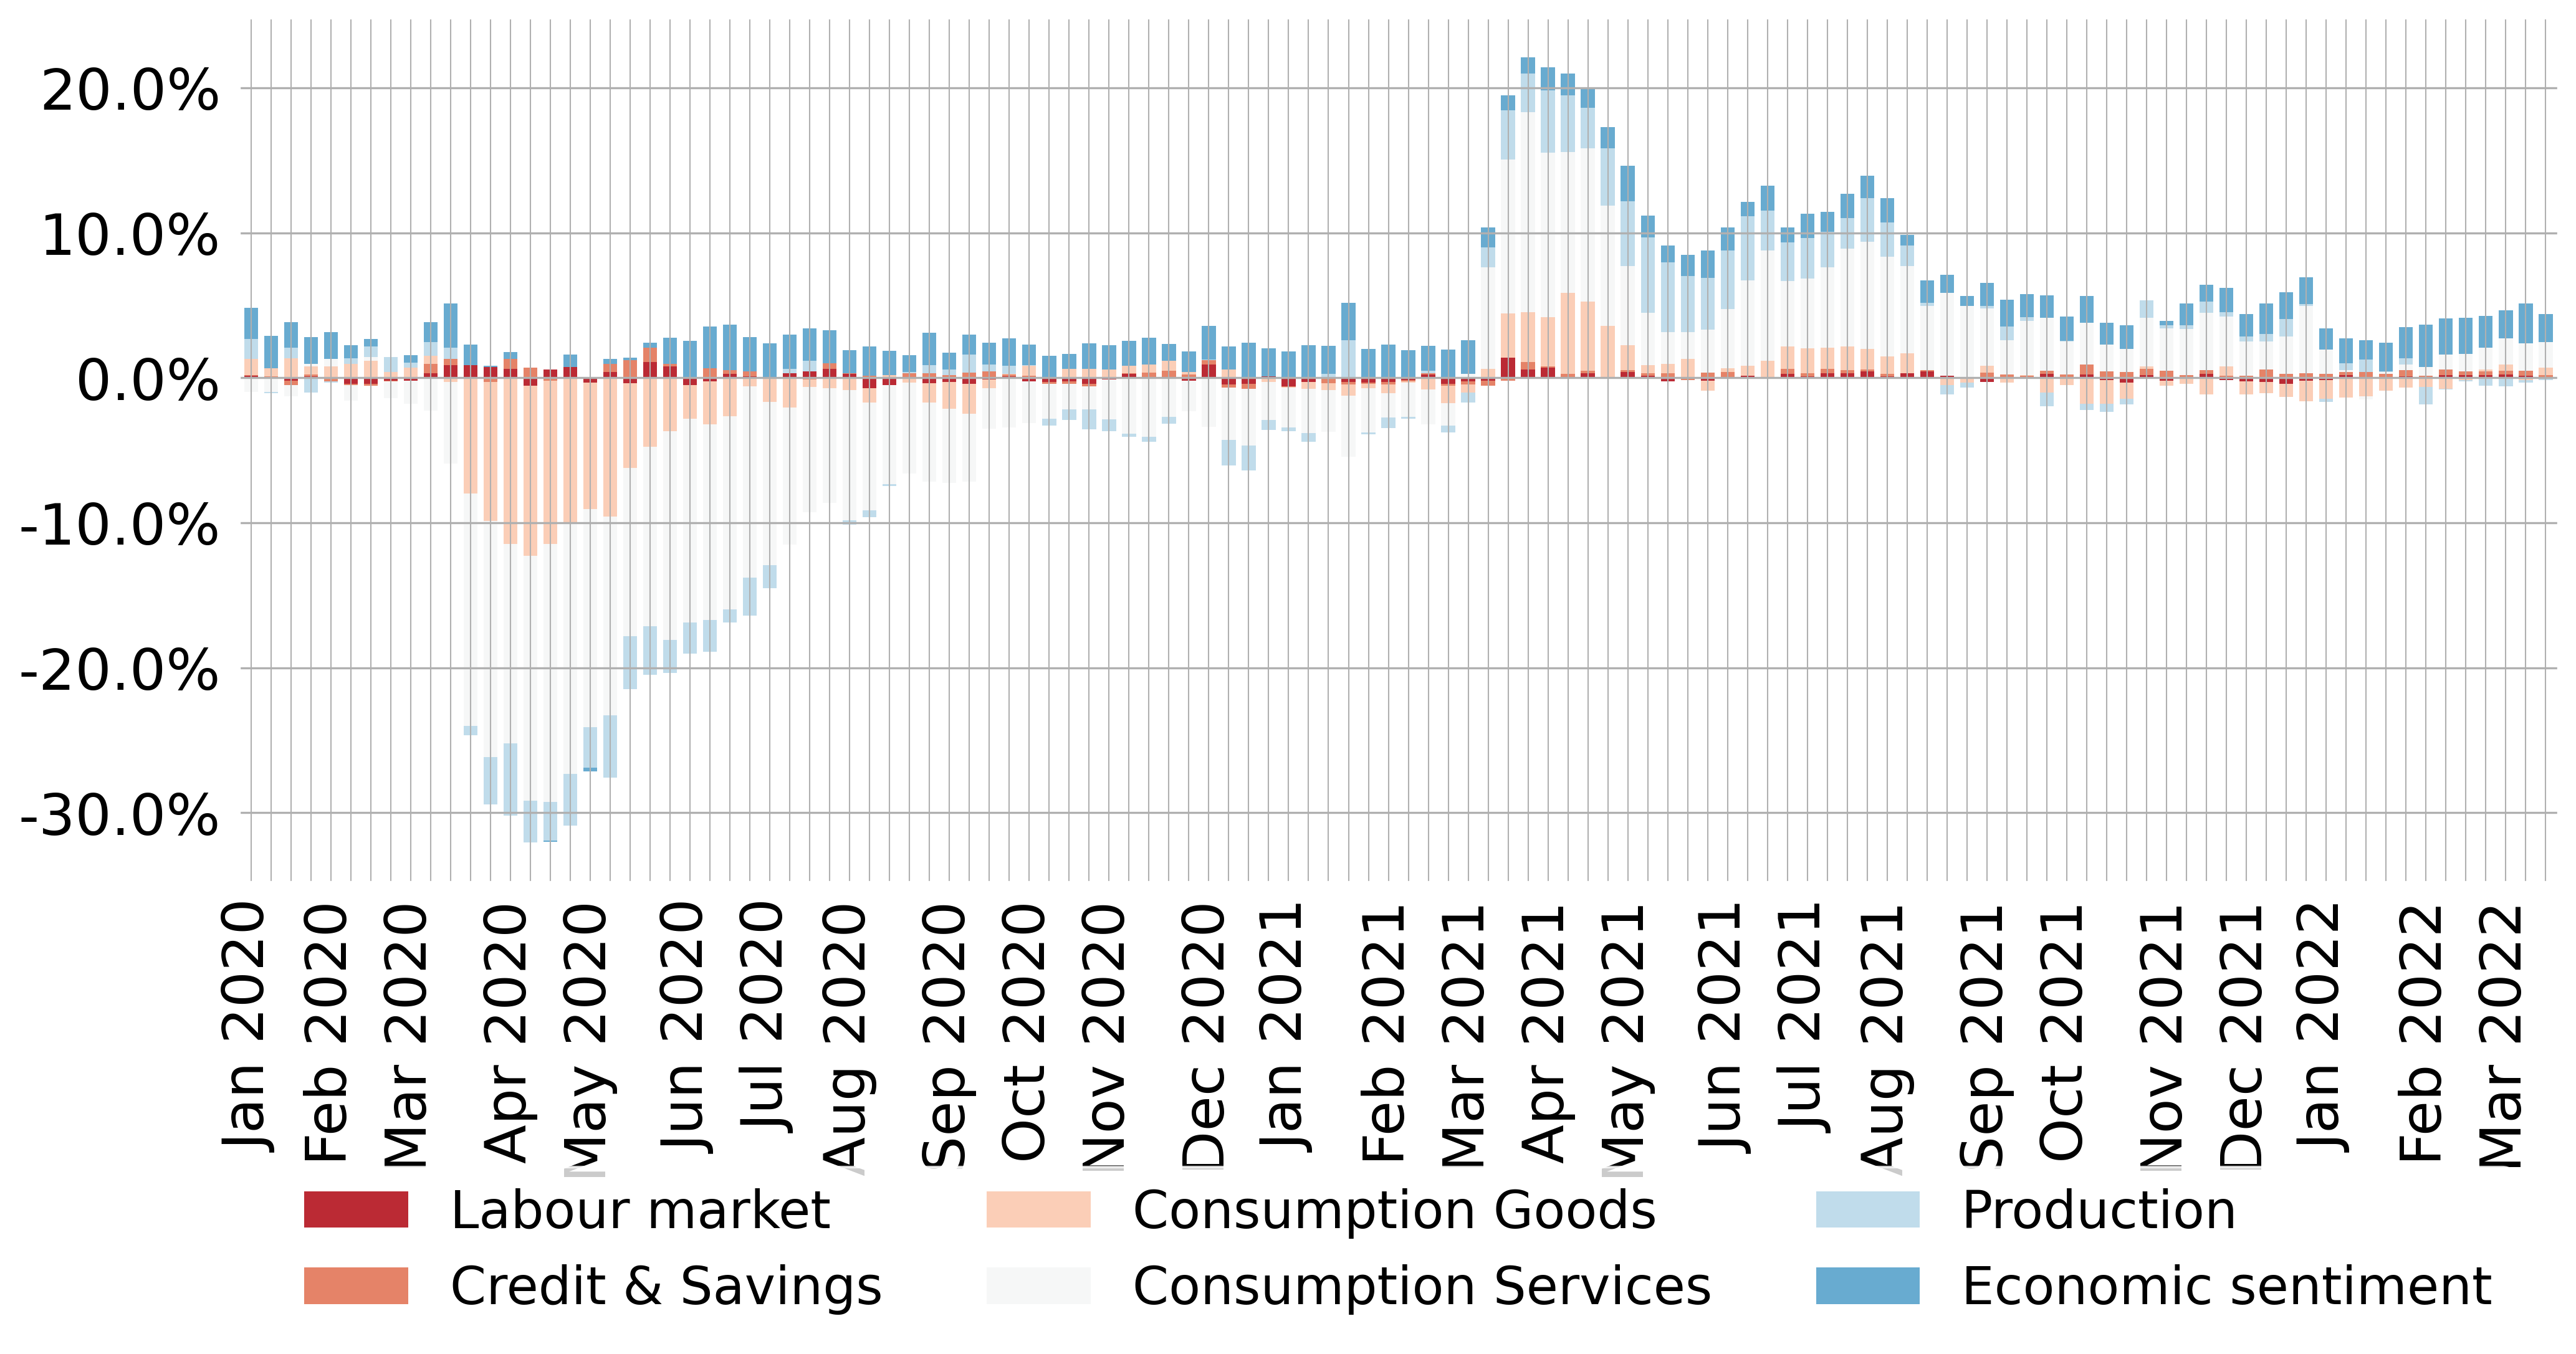 20.0%
10.0%
0.0%
-10.0%
-20.0%
-30.0%
Jan 2020
Feb 2020
Mar 2020
Apr 2020
May 2020
Jun 2020
Jul 2020
Aug 2020
Sep 2020
Oct 2020
Nov 2020
Dec 2020
Jan 2021
Feb 2021
Mar 2021
Apr 2021
May 2021
Jun 2021
Jul 2021
Aug 2021
Sep 2021
Oct 2021
Nov 2021
Dec 2021
Jan 2022
Feb 2022
Mar 2022
Labour market
Credit & Savings
Consumption Goods
Consumption Services
Production
Economic sentiment